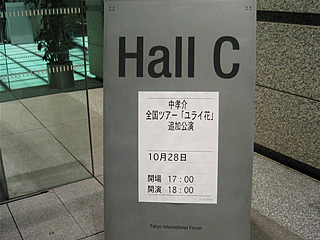 Hall C
中孝介
全国ツアー「ユライ花」
追加公演
10月28日
開場 17:00
開演 18:00
Tokyo International Forum